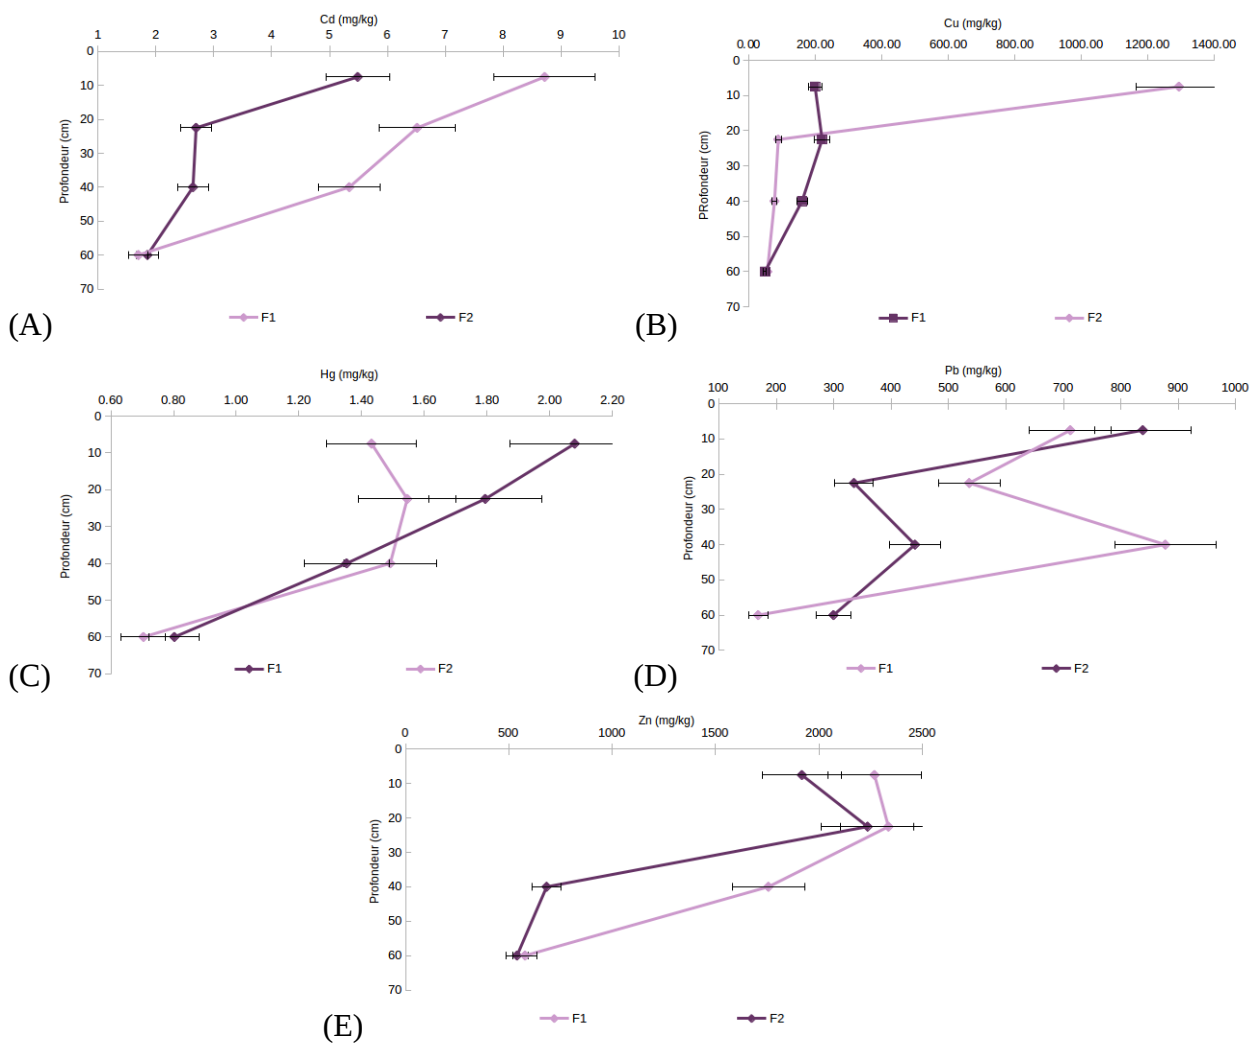 Cd (mg/kg)
1 2 3 4 5 6 7 8 9 10
0
10
20
30
40
50
60
70
Profondeur (cm)
F1 F2
(A)
Cu (mg/kg)
0.00 200.00 400.00 600.00 800.00 1000.00 1200.00 1400.00
0
10
20
30
40
50
60
70
PRofondeur (cm)
F1 F2
(B)
Hg (mg/kg)
0.60 0.80 1.00 1.20 1.40 1.60 1.80 2.00 2.20
0
10
20
30
40
50
60
70
Profondeur (cm)
F1 F2
(C)
Pb (mg/kg)
100 200 300 400 500 600 700 800 900 1000
0
10
20
30
40
50
60
70
Profondeur (cm)
F1 F2
(D)
Zn (mg/kg)
0 500 1000 1500 2000 2500
0
10
20
30
40
50
60
70
Profondeur (cm)
F1 F2
(E)